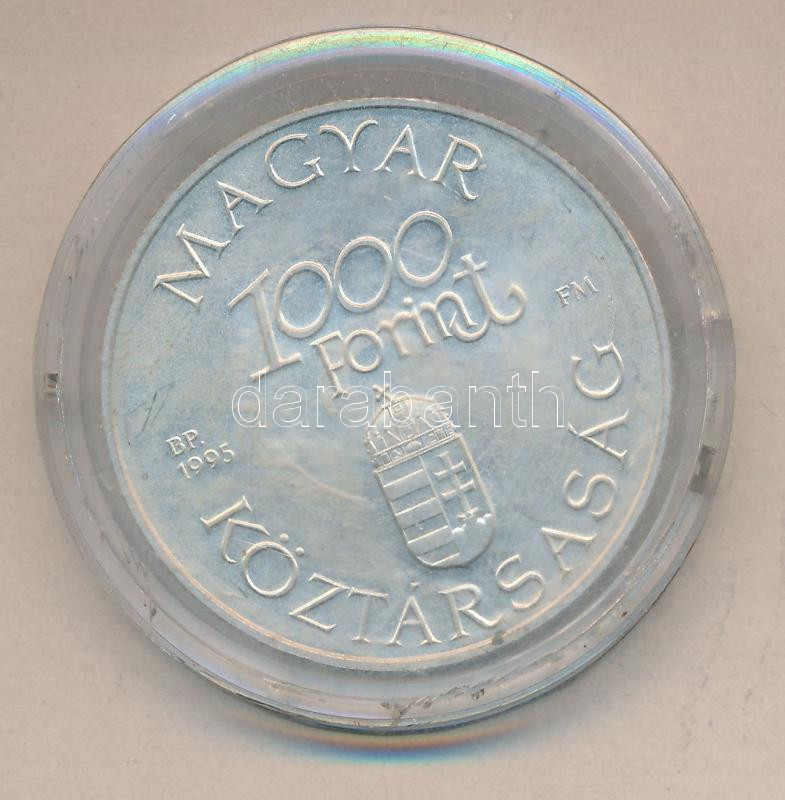 MAGYAR
1000
Forint
FM
darabanth
BP.
1995
KÖZTÁRSASÁG